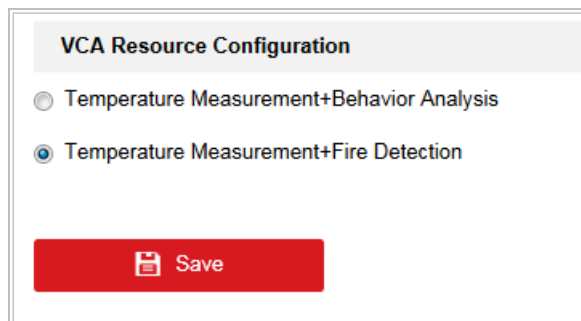 VCA Resource Configuration
Temperature Measurement+Behavior Analysis
Temperature Measurement+Fire Detection
Save